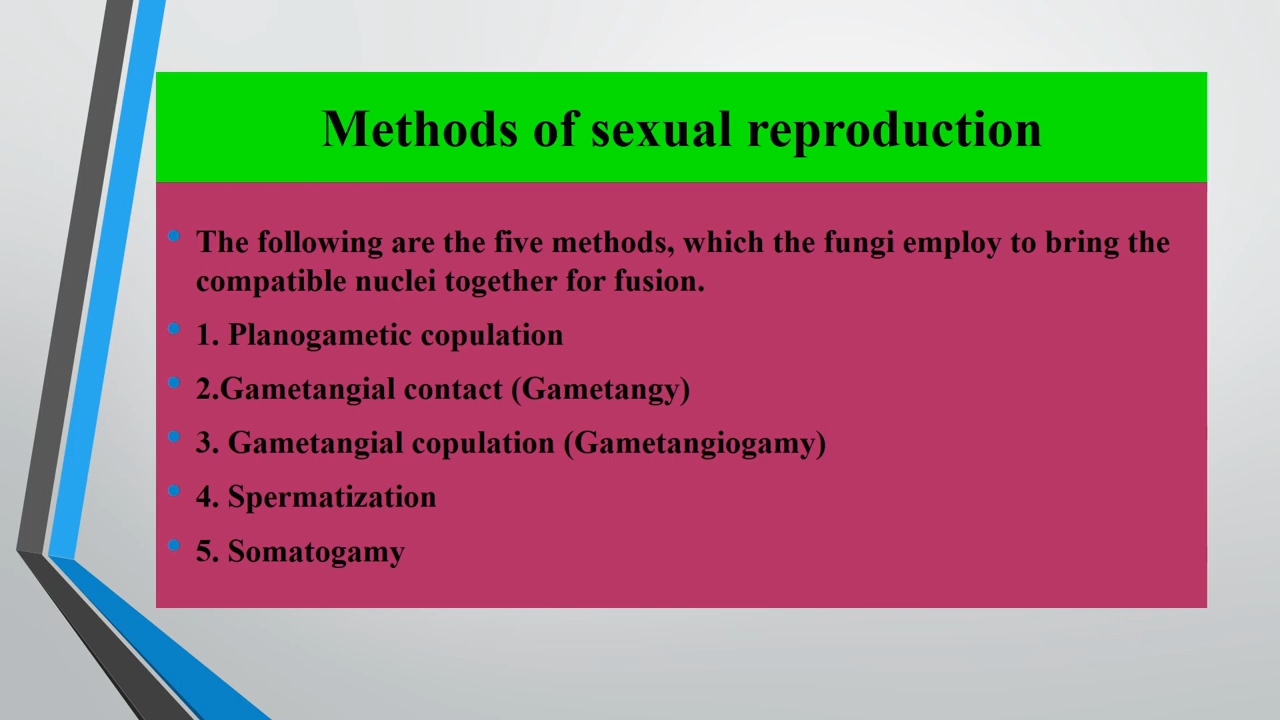 Methods of sexual reproduction
• The following are the five methods, which the fungi employ to bring the
compatible nuclei together for fusion.
• 1. Planogametic copulation
• 2.Gametangial contact (Gametangy)
• 3. Gametangial copulation (Gametangiogamy)
• 4. Spermatization
• 5. Somatogamy